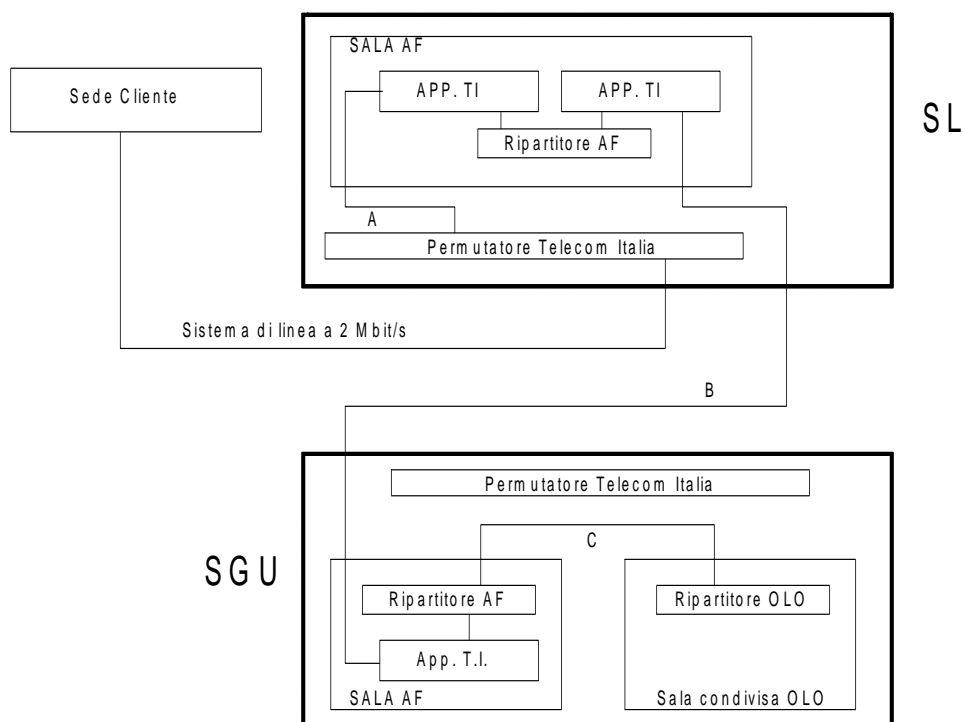 SALA AF
Sede Cliente
APP. TI
APP. TI
SL
Ripartitore AF
A
Permutatore Telecom Italia
Sistema di linea a 2 Mbit/s
B
Permutatore Telecom Italia
C
SGU
Ripartitore AF
Ripartitore OLO
App. T.I.
SALA AF
Sala condivisa OLO